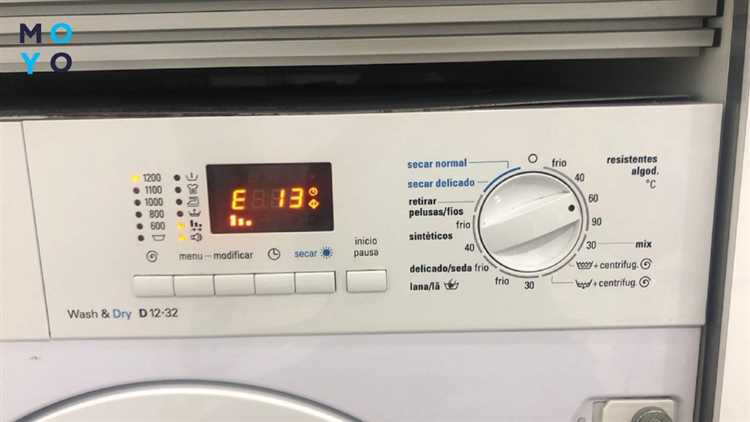 MO
YO
1200
1100
1000
800
600
E 13
menu — modificar
secar
inicio
pausa
Wash & Dry D 12-32
secar normal
secar delicado
retirar
pelusas/fios
frio
sintéticos
40
delicado/seda frio
lana/lã
frio
30
frio
40
60
90
30
resistentes
algod.
°C
mix
+ centrifug.
+ centrifug.